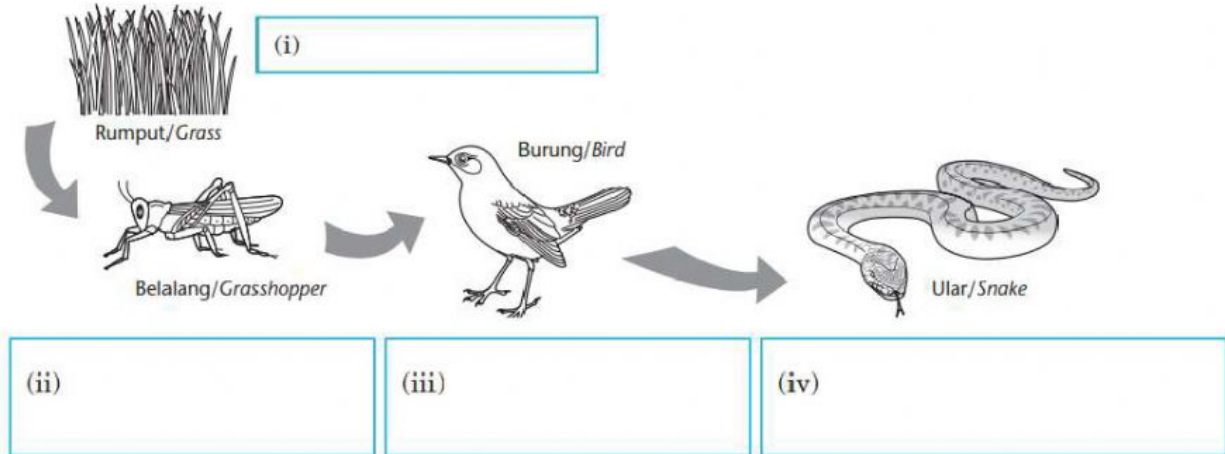 (i)
Rumput/Grass
Burung/Bird
Belalang/Grasshopper
Ular/Snake
(ii)
(iii)
(iv)